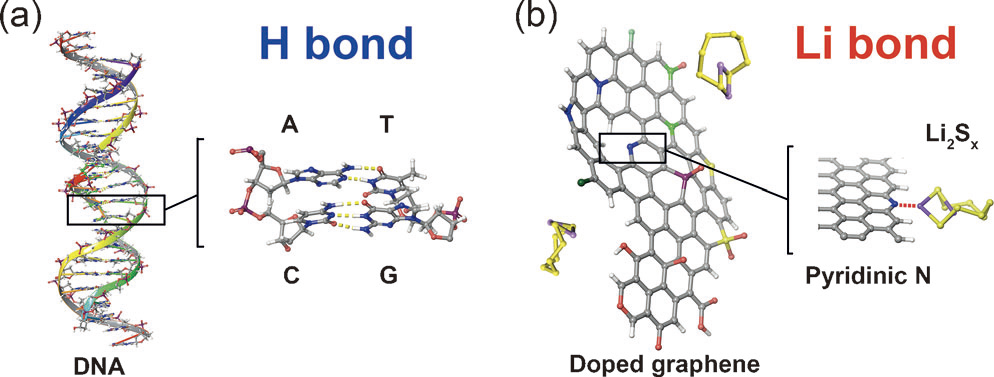 (a)
H bond
A T
C G
DNA
(b)
Li bond
Li₂Sₓ
Pyridinic N
Doped graphene